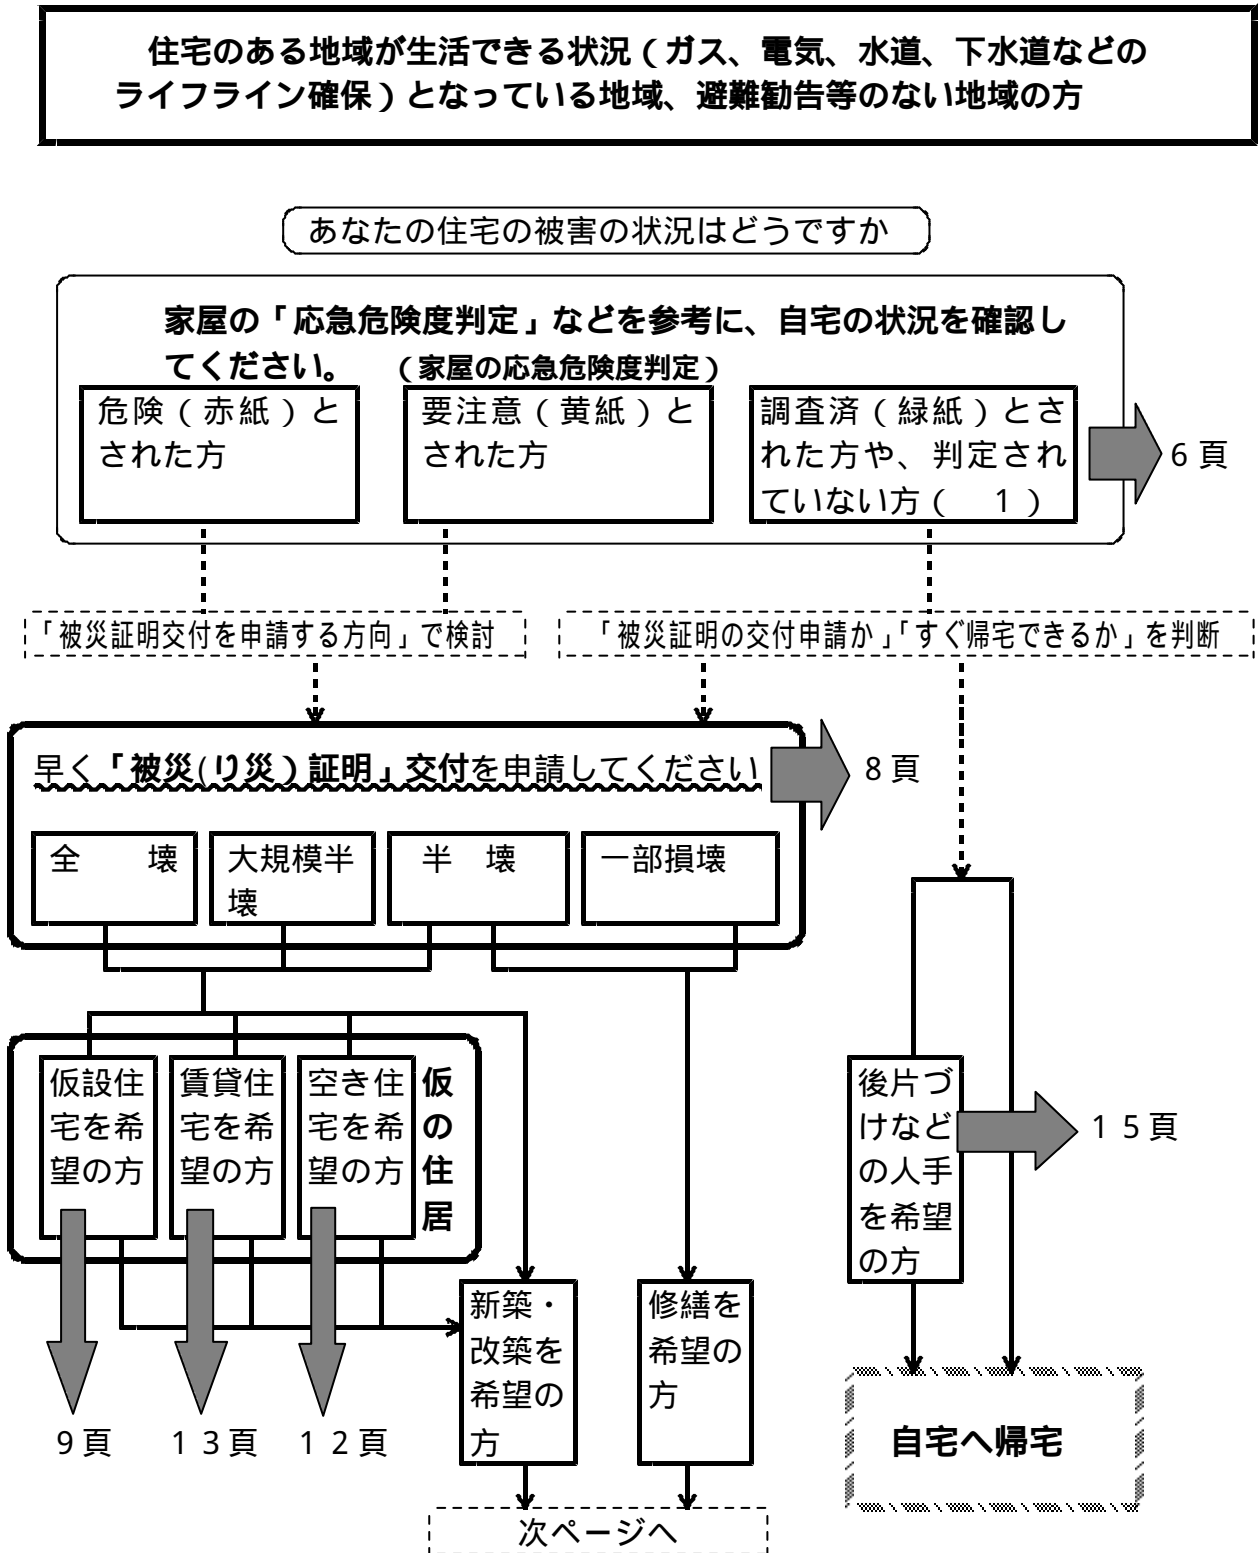 住宅のある地域が生活できる状況(ガス、電気、水道、下水道などの
ライフライン確保)となっている地域、避難勧告等のない地域の方
あなたの住宅の被害の状況はどうですか
家屋の「応急危険度判定」などを参考に、自宅の状況を確認し
てください。 (家屋の応急危険度判定)
危険(赤紙)と
された方
要注意(黄紙)と
された方
調査済(緑紙)とさ
れた方や、判定され
ていない方( 1)
6頁
「被災証明交付を申請する方向」で検討
「被災証明の交付申請か」「すぐ帰宅できるか」を判断
早く「被災(り災)証明」交付を申請してください
8頁
全 壊
大規模半
壊
半 壊
一部損壊
仮設住
宅を希
望の方
賃貸住
宅を希
望の方
空き住
宅を希
望の方
仮の住居
後片づ
けなど
の人手
を希望
の方
15頁
9頁
13頁
12頁
新築・
改築を
希望の
方
修繕を
希望の
方
自宅へ帰宅
次ページへ